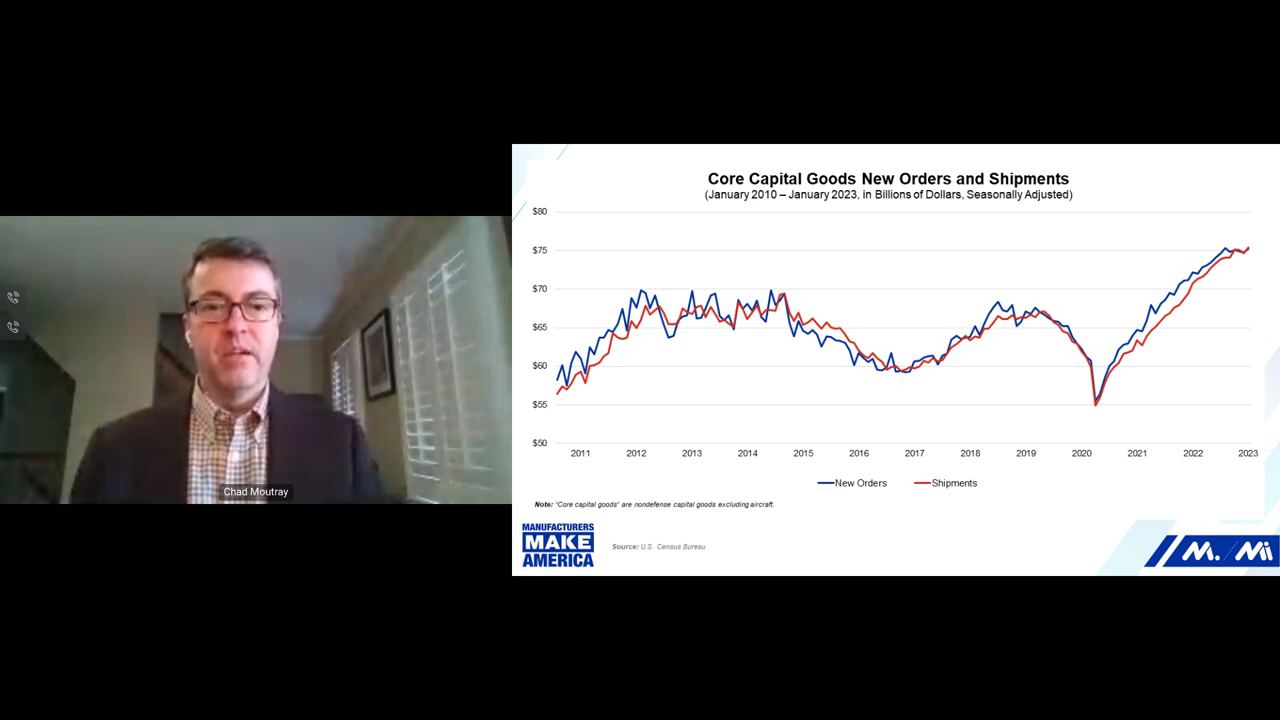 Chad Moutray
Core Capital Goods New Orders and Shipments
(January 2010 – January 2023, in Billions of Dollars, Seasonally Adjusted)
$80
$75
$70
$65
$60
$55
$50
2011 2012 2013 2014 2015 2016 2017 2018 2019 2020 2021 2022 2023
New Orders Shipments
Note: "Core capital goods" are nondefense capital goods excluding aircraft.
MANUFACTURERS
MAKE
AMERICA
Source: U.S. Census Bureau